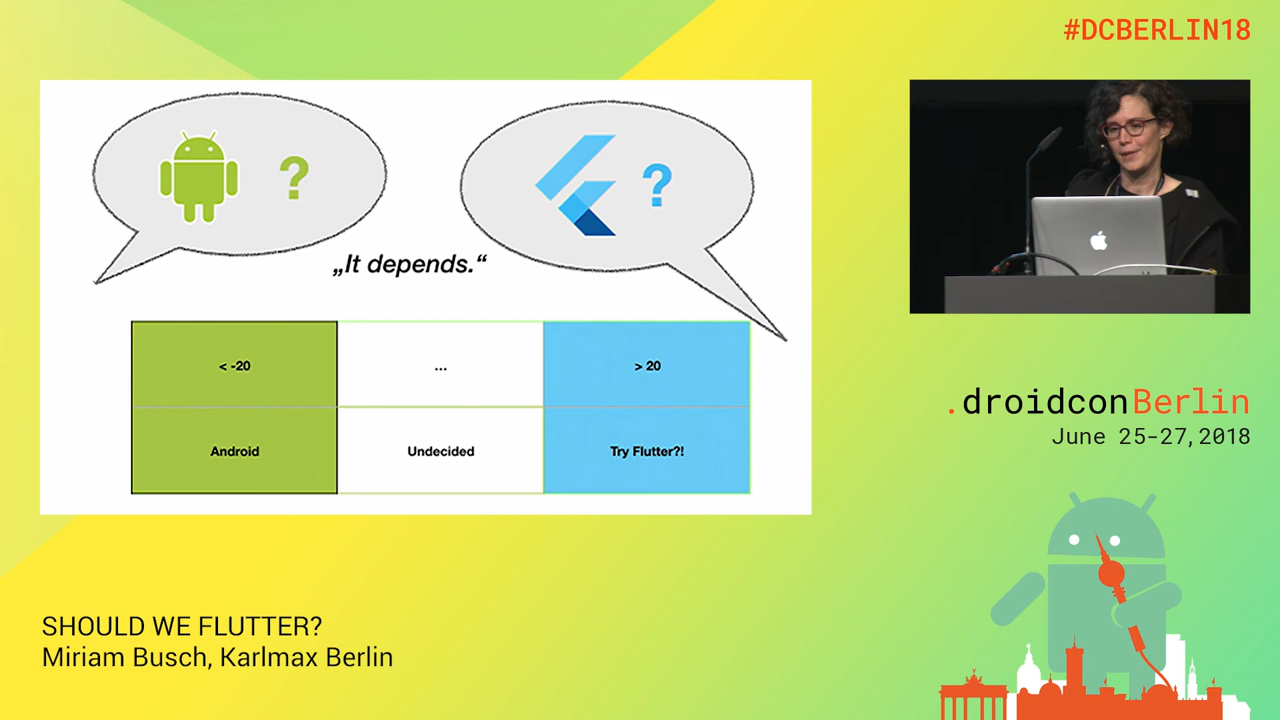 #DCBERLIN18
?
?
„It depends.“
< -20
...
> 20
Android
Undecided
Try Flutter?!
.droidconBerlin
June 25-27, 2018
SHOULD WE FLUTTER?
Miriam Busch, Karlmax Berlin